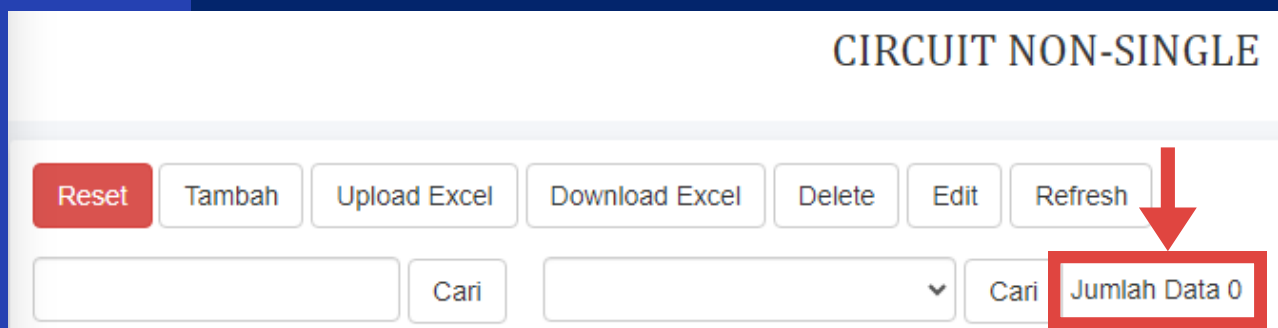 CIRCUIT NON-SINGLE
Reset Tambah Upload Excel Download Excel Delete Edit Refresh
Cari Cari Jumlah Data 0